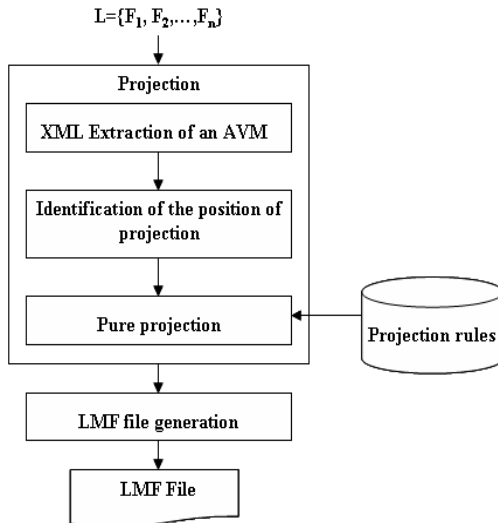 L={F1, F2,...,Fn}
Projection
XML Extraction of an AVM
Identification of the position of
projection
Pure projection
Projection rules
LMF file generation
LMF File